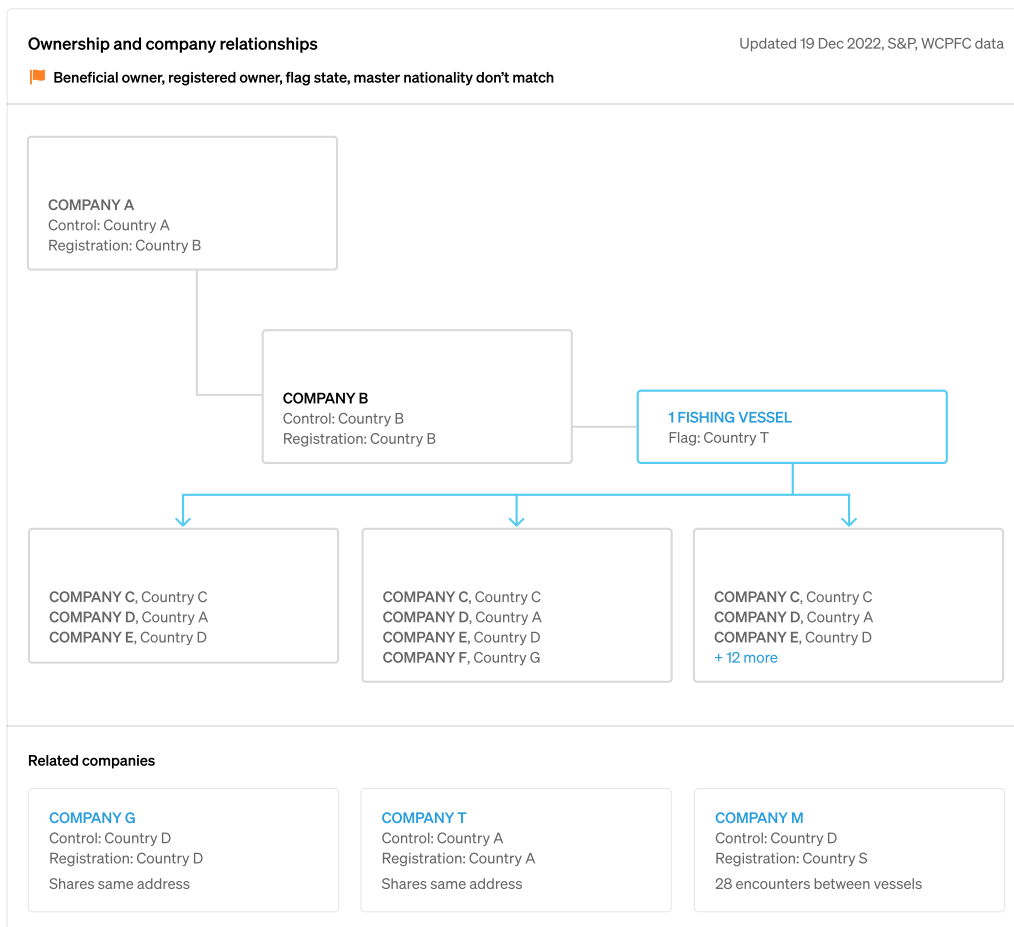 Ownership and company relationships
Updated 19 Dec 2022, S&P, WCPFC data
Beneficial owner, registered owner, flag state, master nationality don’t match
COMPANY A
Control: Country A
Registration: Country B
COMPANY B
Control: Country B
Registration: Country B
1 FISHING VESSEL
Flag: Country T
COMPANY C, Country C
COMPANY D, Country A
COMPANY E, Country D
COMPANY C, Country C
COMPANY D, Country A
COMPANY E, Country D
COMPANY F, Country G
COMPANY C, Country C
COMPANY D, Country A
COMPANY E, Country D
+ 12 more
Related companies
COMPANY G
Control: Country D
Registration: Country D
Shares same address
COMPANY T
Control: Country A
Registration: Country A
Shares same address
COMPANY M
Control: Country D
Registration: Country S
28 encounters between vessels